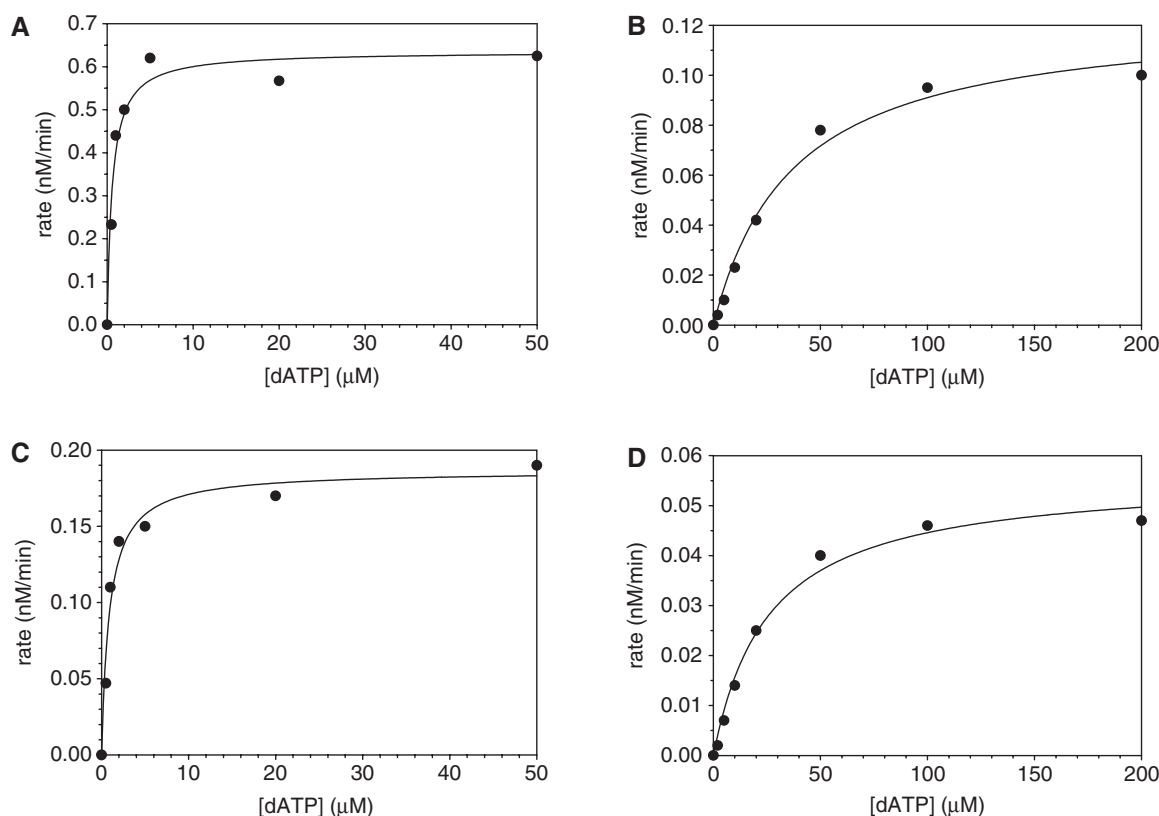 A
0.7
0.6
0.5
0.4
0.3
0.2
0.1
0.0
rate (nM/min)
0 10 20 30 40 50
[dATP] (μM)
B
0.12
0.10
0.08
0.06
0.04
0.02
0.00
rate (nM/min)
0 50 100 150 200
[dATP] (μM)
C
0.20
0.15
0.10
0.05
0.00
rate (nM/min)
0 10 20 30 40 50
[dATP] (μM)
D
0.06
0.05
0.04
0.03
0.02
0.01
0.00
rate (nM/min)
0 50 100 150 200
[dATP] (μM)